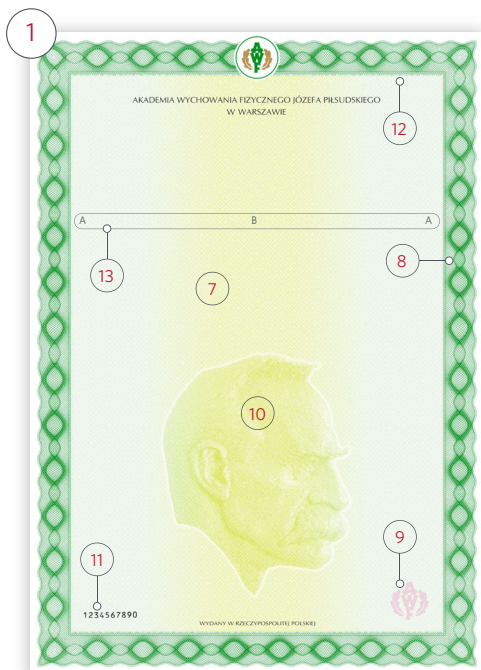 1
AKADEMIA WYCHOWANIA FIZYCZNEGO JÓZEFA PIŁSUDSKIEGO
W WARSZAWIE
12
A B A
13
8
7
10
9
11
1234567890
WYDANY W RZECZYPOSPOLITEJ POLSKIEJ